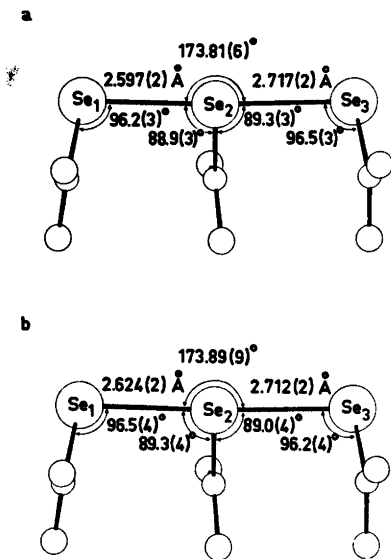 a
173.81(6)°
2.597(2) Å 2.717(2) Å
Se1 Se2 Se3
96.2(3)° 89.3(3)°
88.9(3)° 96.5(3)°
b
173.89(9)°
2.624(2) Å 2.712(2) Å
Se1 Se2 Se3
96.5(4)° 89.0(4)°
89.3(4)° 96.2(4)°